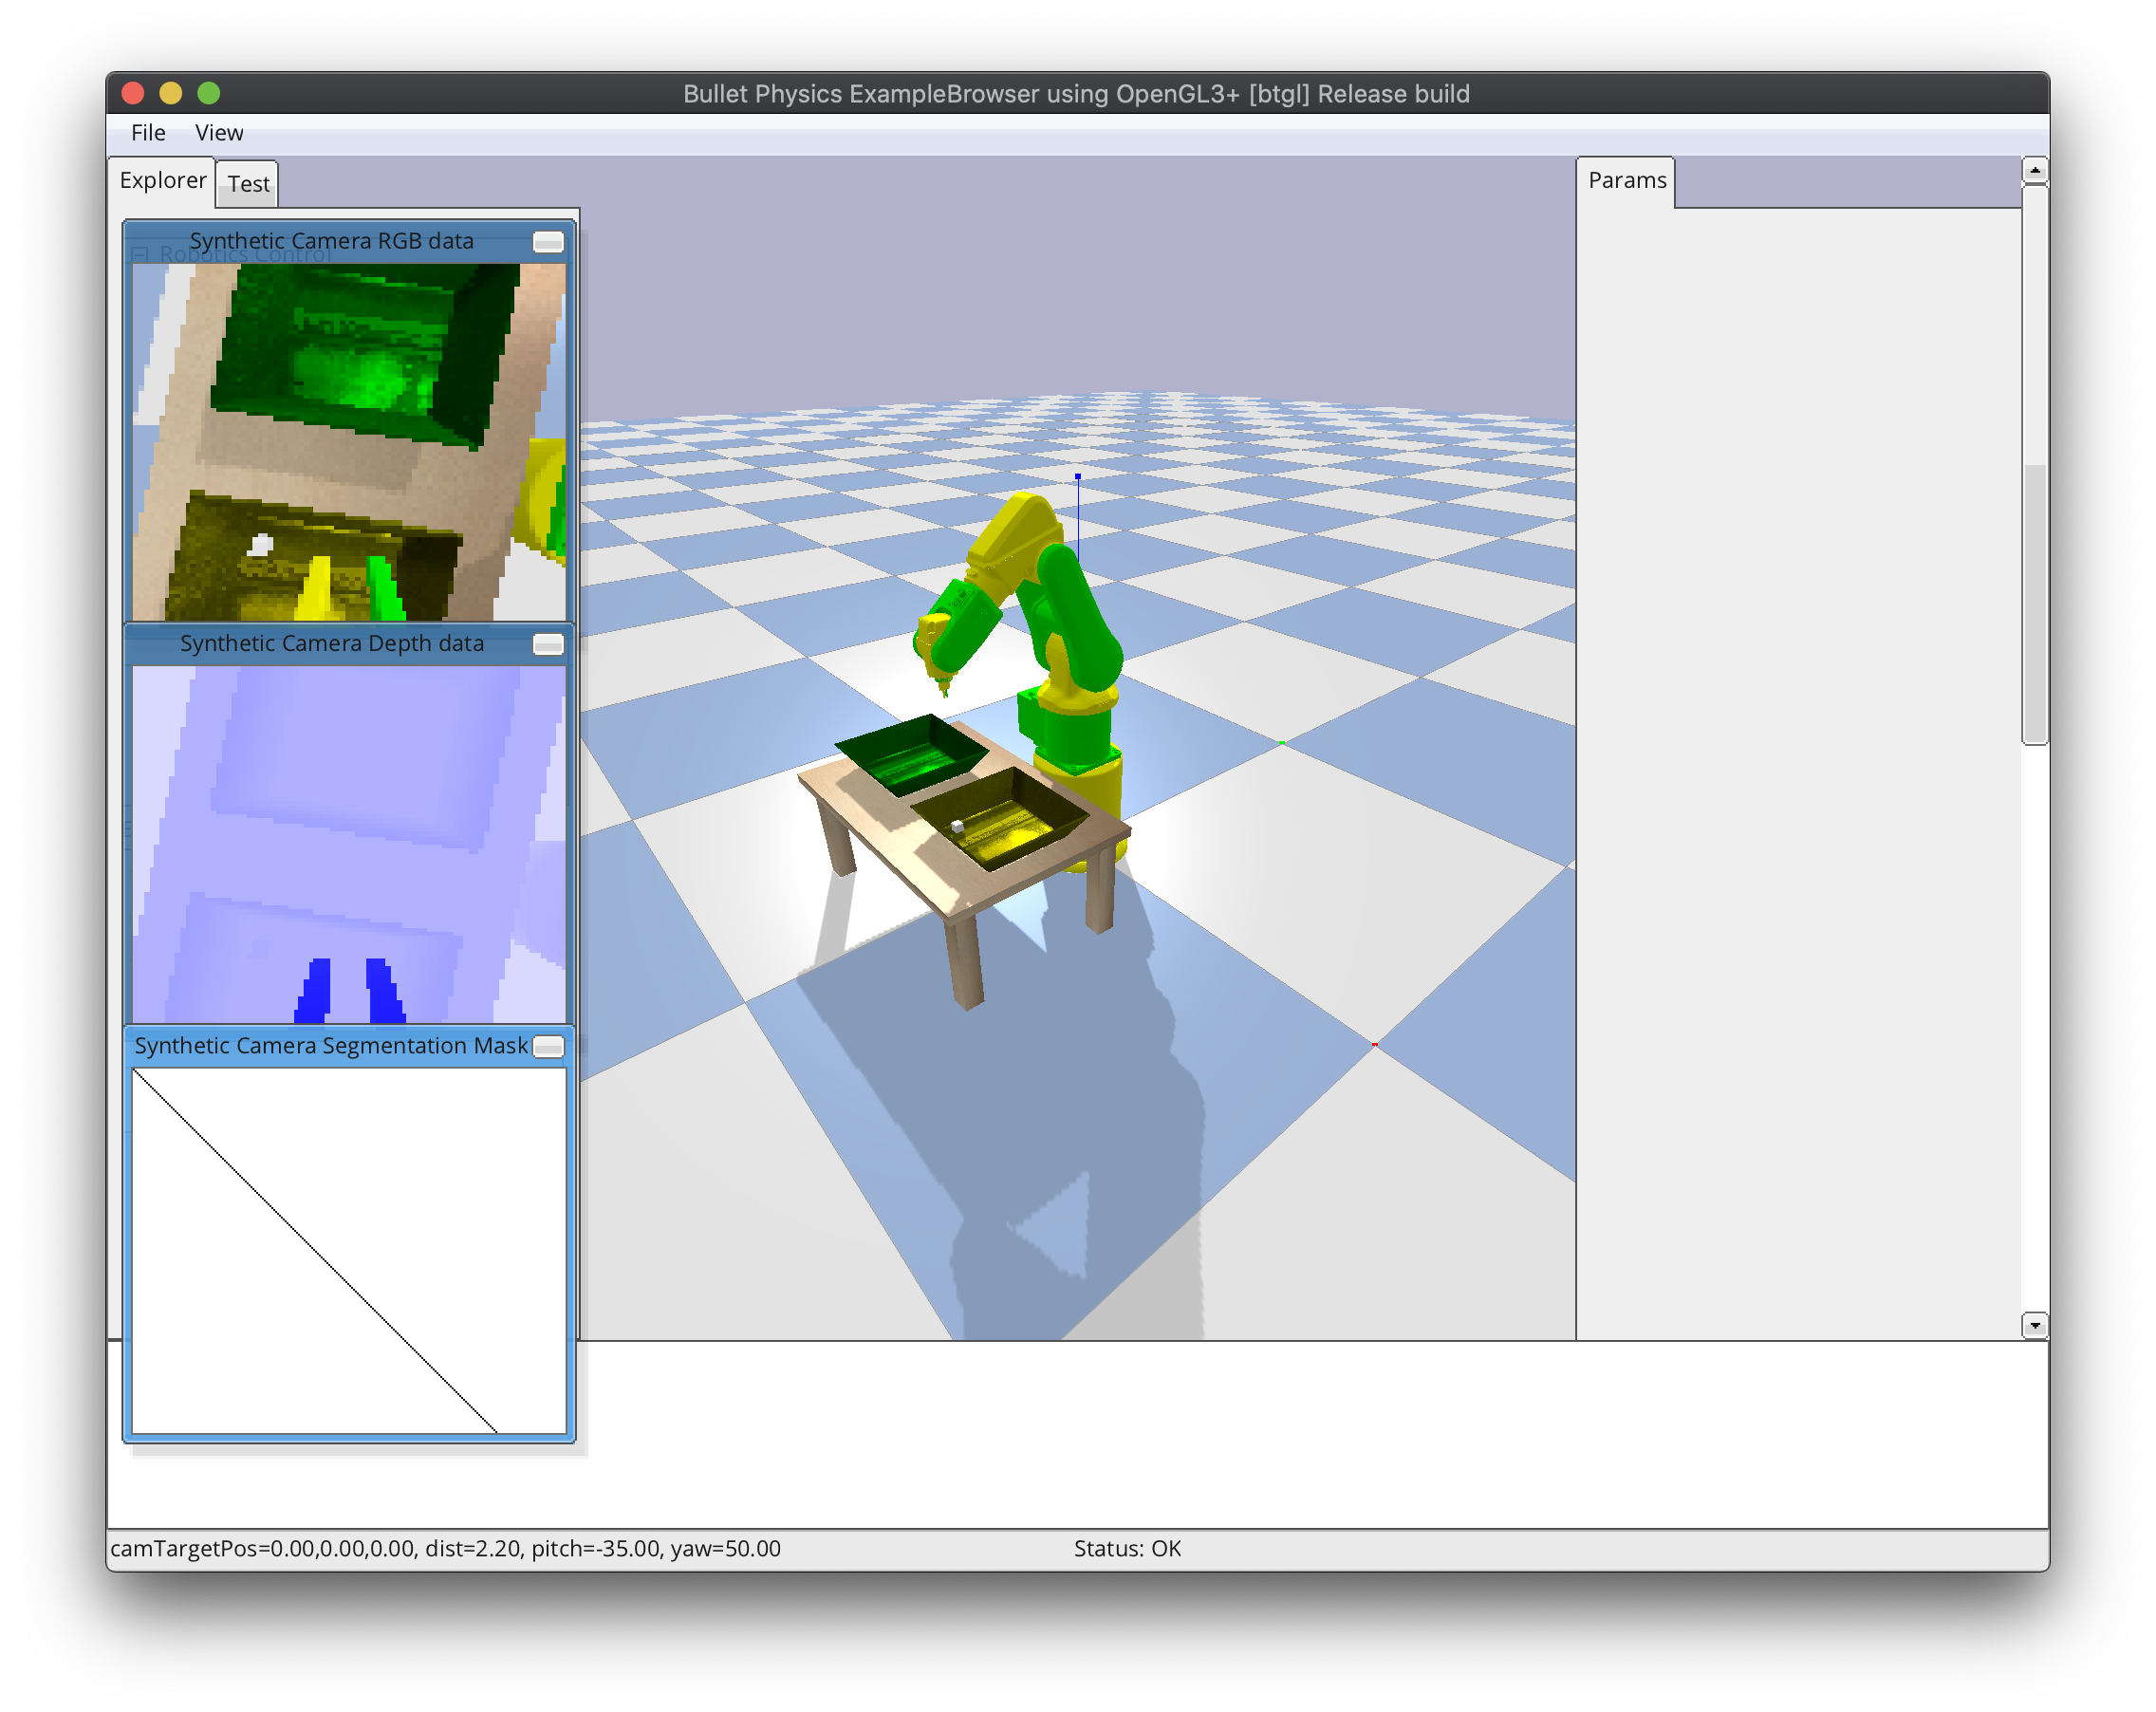 Bullet Physics ExampleBrowser using OpenGL3+ [btgl] Release build
File View
Explorer Test
Params
Synthetic Camera RGB data
Robotics Control
Synthetic Camera Depth data
Synthetic Camera Segmentation Mask
camTargetPos=0.00,0.00,0.00, dist=2.20, pitch=-35.00, yaw=50.00
Status: OK